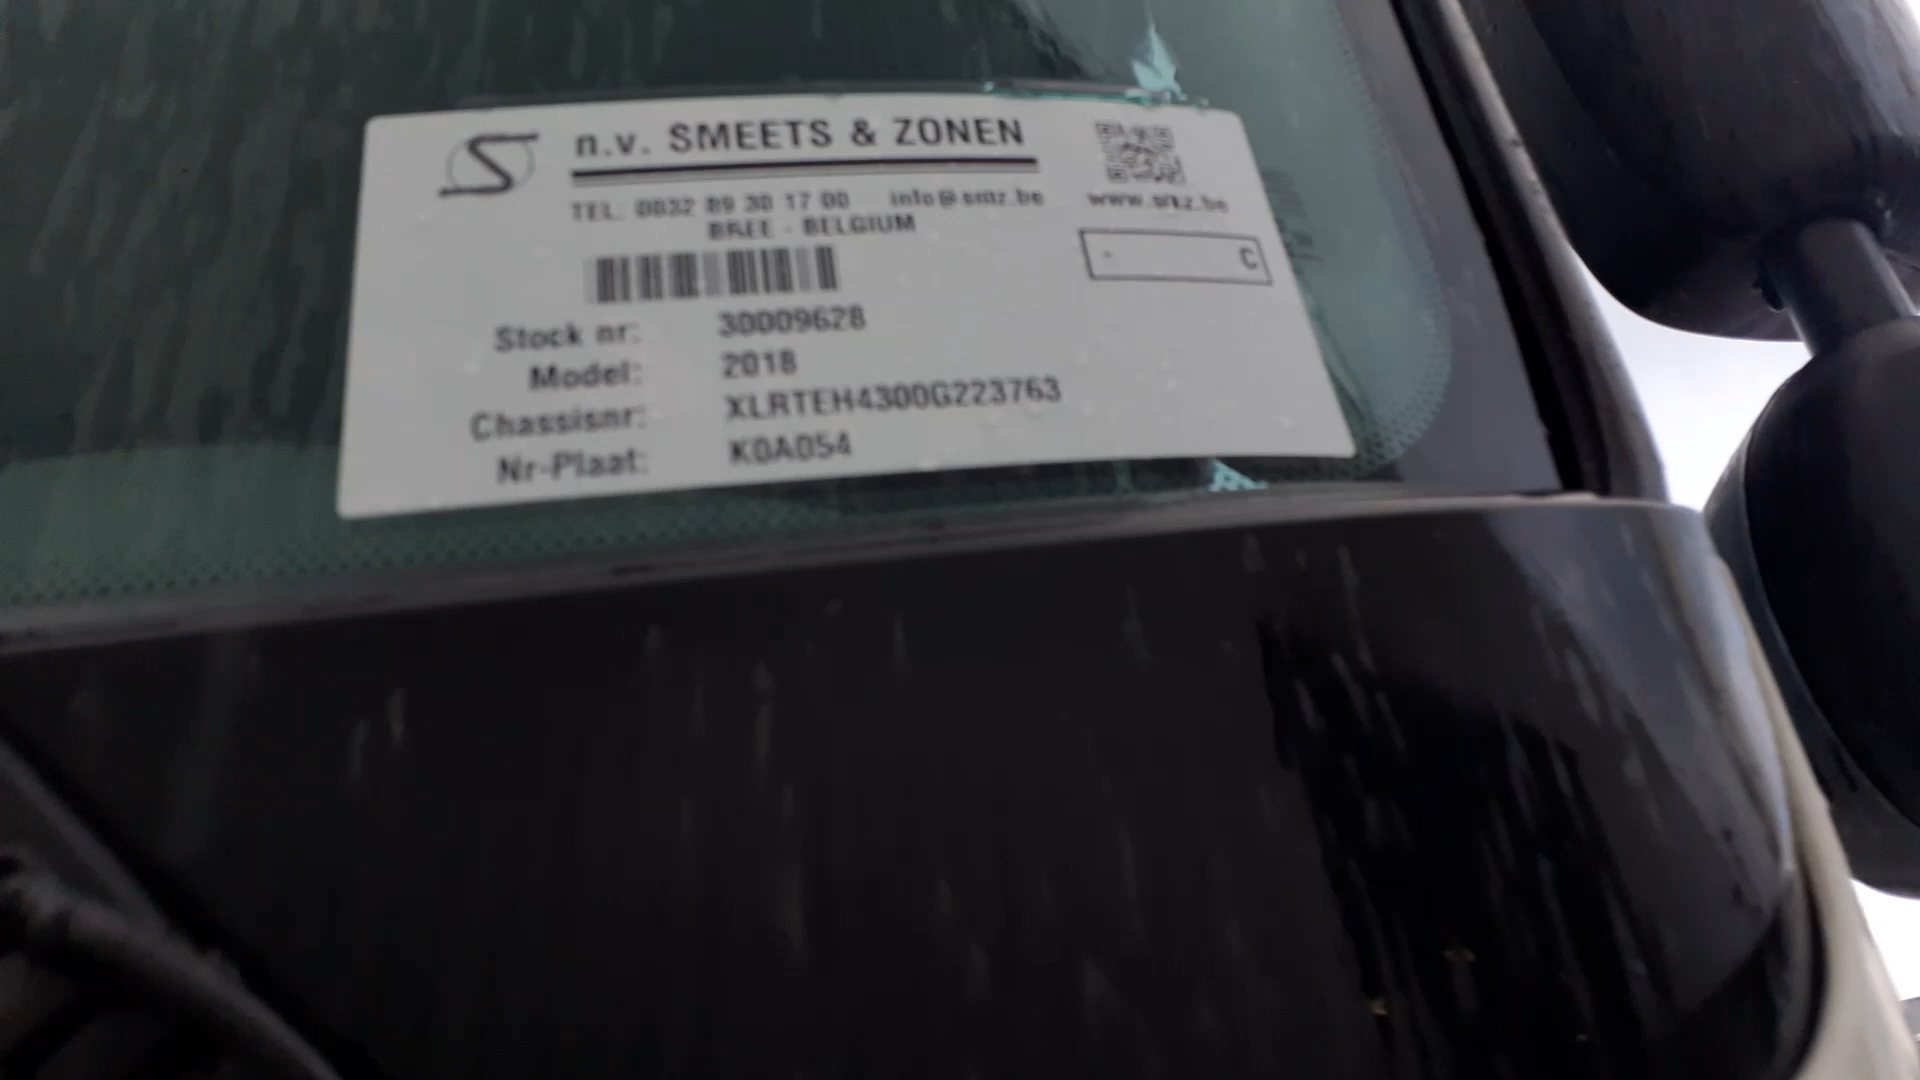 n.v. SMEETS & ZONEN
TEL: 0032 89 30 17 00 info@smz.be www.smz.be
BREE - BELGIUM
- C
Stock nr: 30009628
Model: 2018
Chassisnr: XLRTEH4300G223763
Nr-Plaat: K0A054